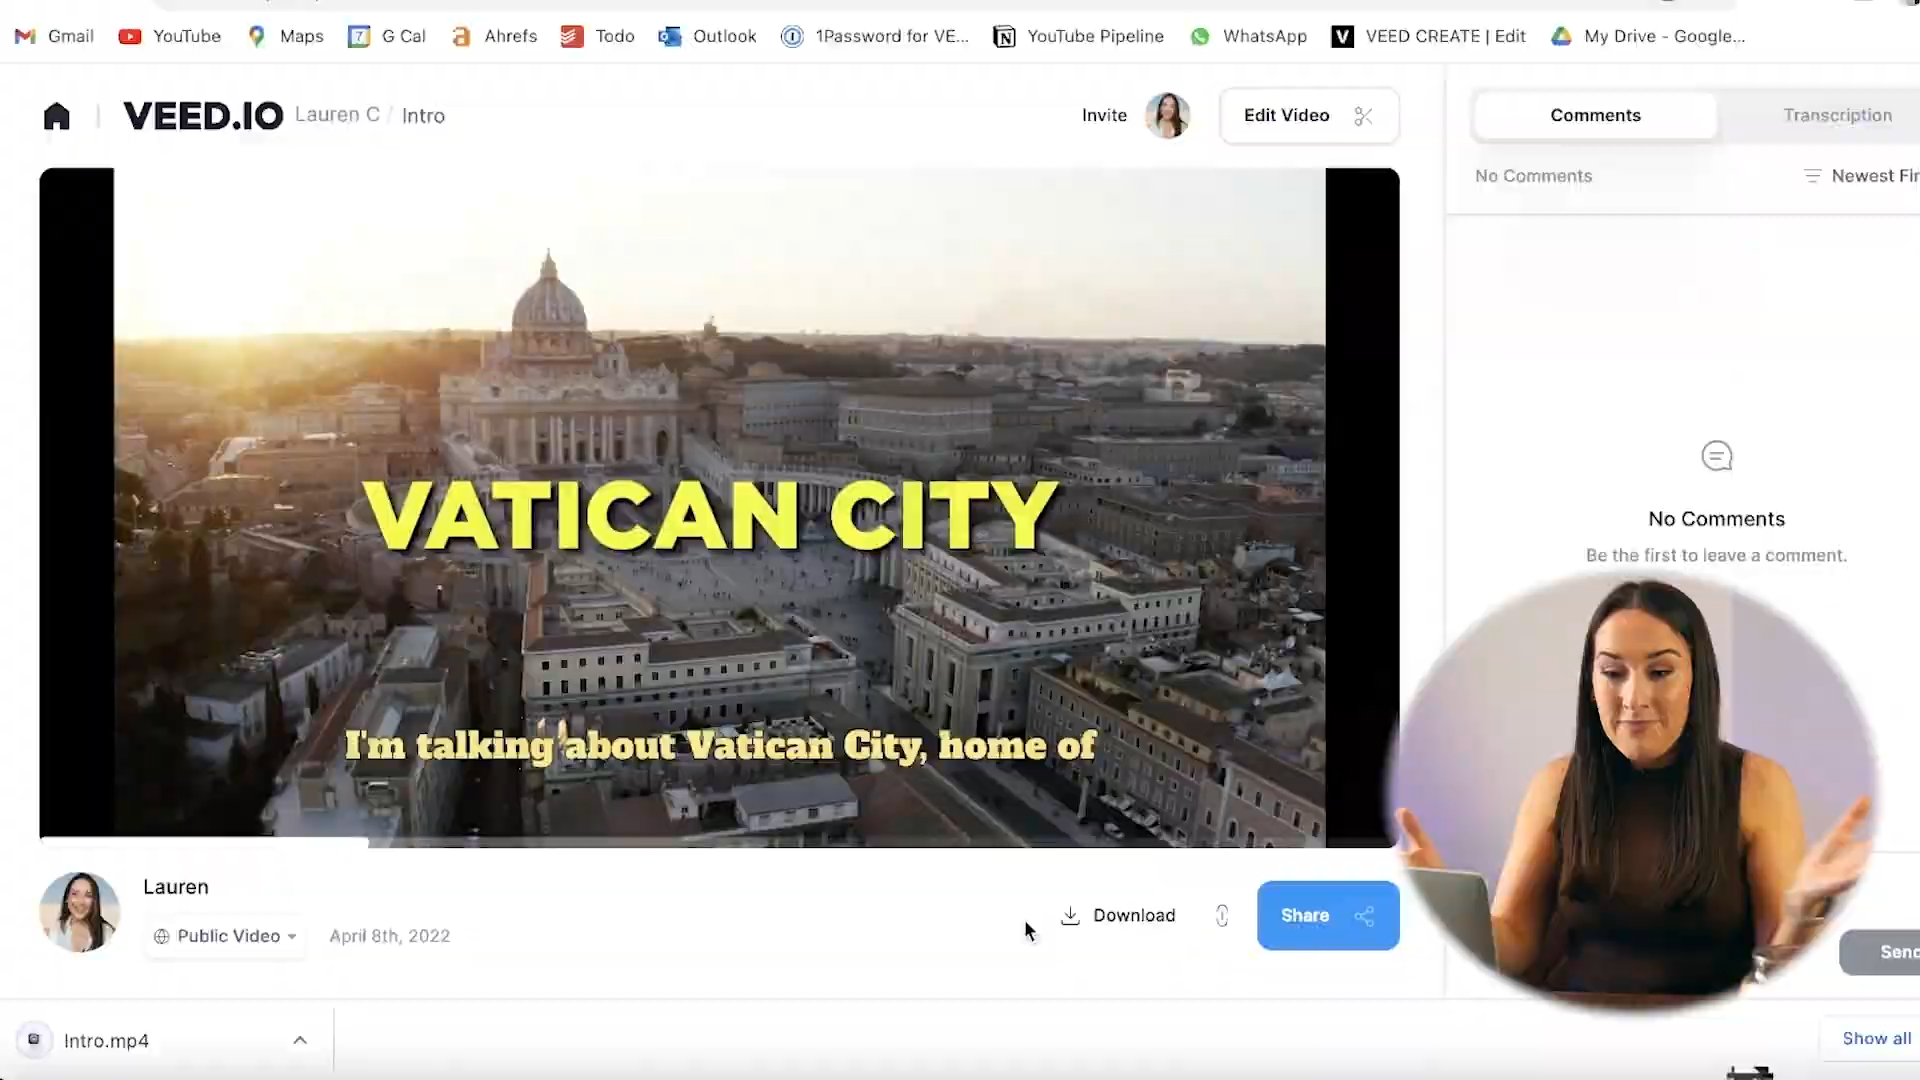 Gmail YouTube Maps 7 G Cal Ahrefs Todo Outlook 1Password for VE... YouTube Pipeline WhatsApp V VEED CREATE | Edit My Drive - Google...
VEED.IO Lauren C / Intro Invite Edit Video Comments Transcription
No Comments Newest Fir
VATICAN CITY
No Comments
Be the first to leave a comment.
I'm talking about Vatican City, home of
Lauren
Public Video April 8th, 2022
Download Share
Send
Intro.mp4
Show all